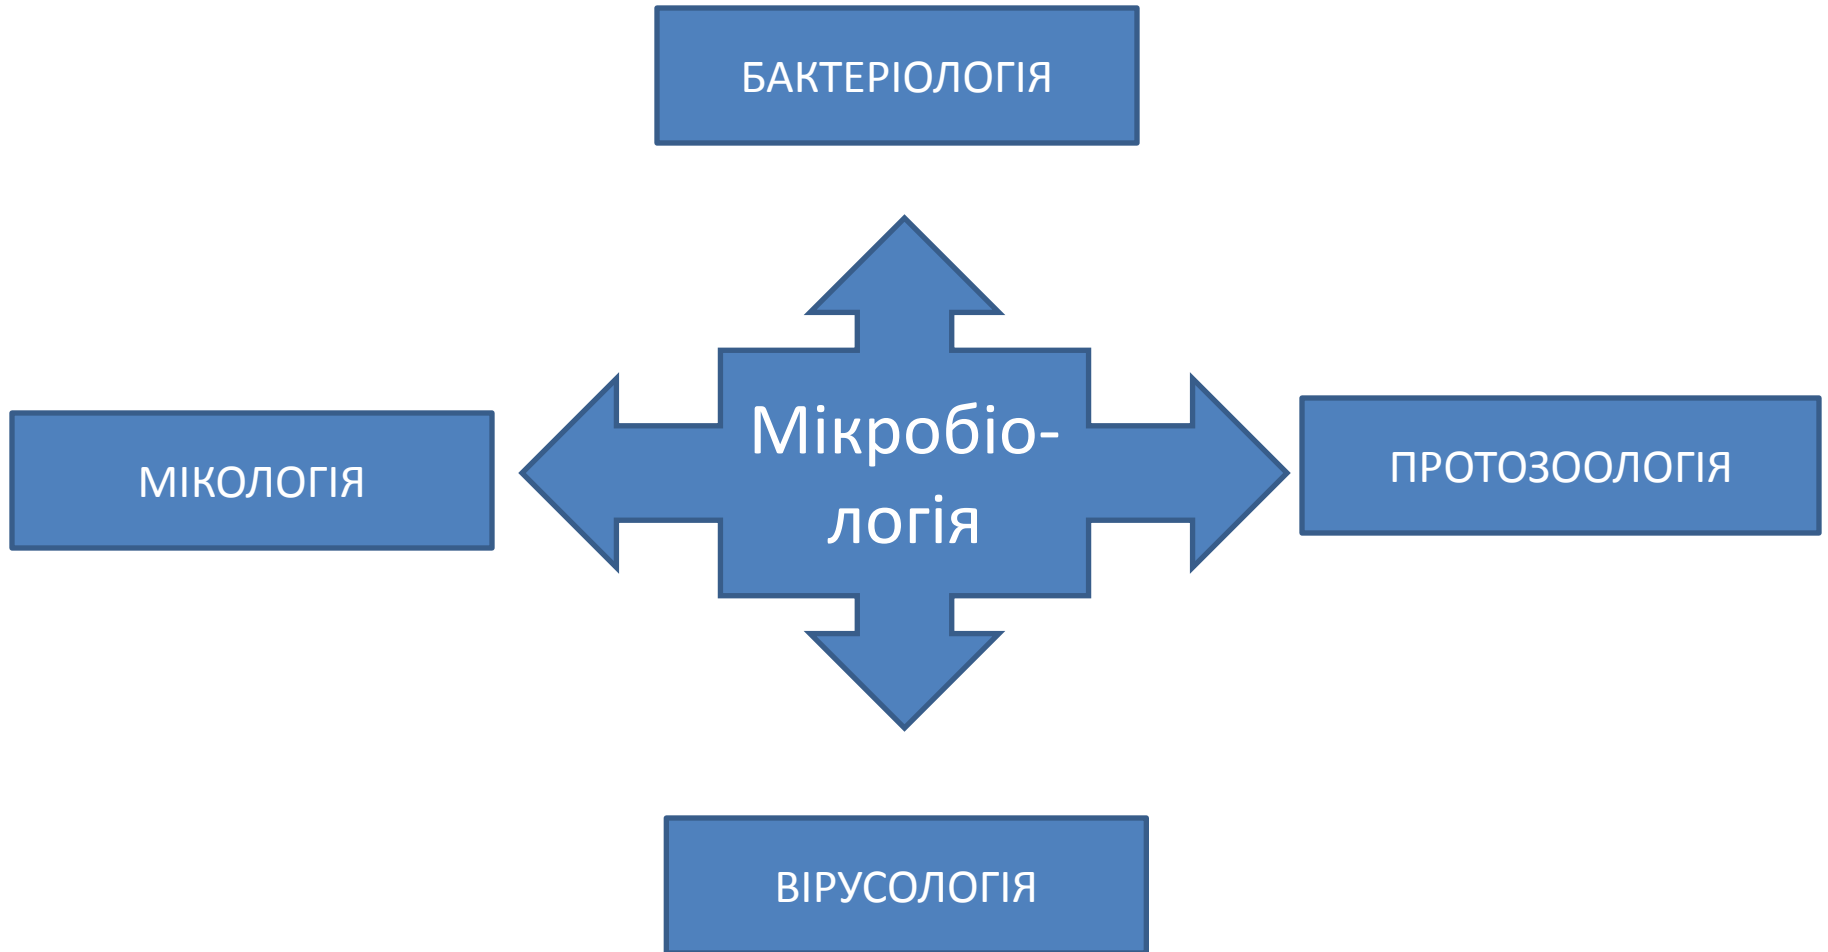 БАКТЕРІОЛОГІЯ
МІКОЛОГІЯ
Мікробіо-
логія
ПРОТОЗООЛОГІЯ
ВІРУСОЛОГІЯ